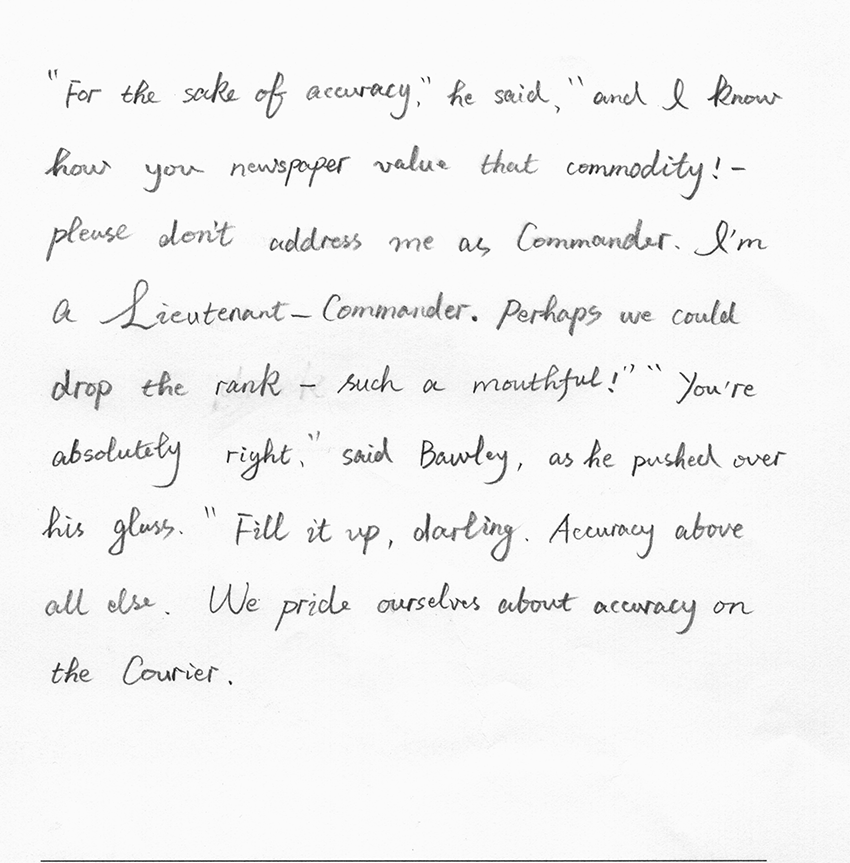 "For the sake of accuracy," he said, "and I know
how you newspaper value that commodity! -
please don't address me as Commander. I'm
a Lieutenant-Commander. Perhaps we could
drop the rank - such a mouthful!" "You're
absolutely right," said Bawley, as he pushed over
his glass. "Fill it up, darling. Accuracy above
all else. We pride ourselves about accuracy on
the Courier.